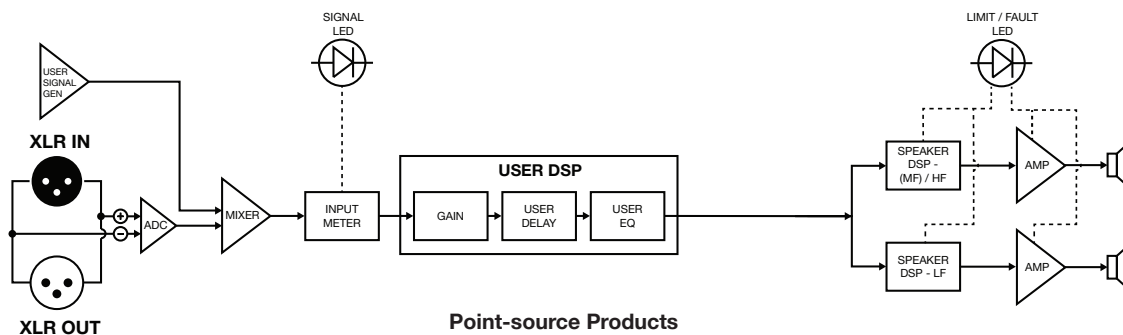 SIGNAL
LED
LIMIT / FAULT
LED
USER
SIGNAL
GEN
XLR IN
USER DSP
SPEAKER
DSP -
(MF) / HF
AMP
+
−
ADC
MIXER
INPUT
METER
GAIN
USER
DELAY
USER
EQ
SPEAKER
DSP - LF
AMP
XLR OUT
Point-source Products